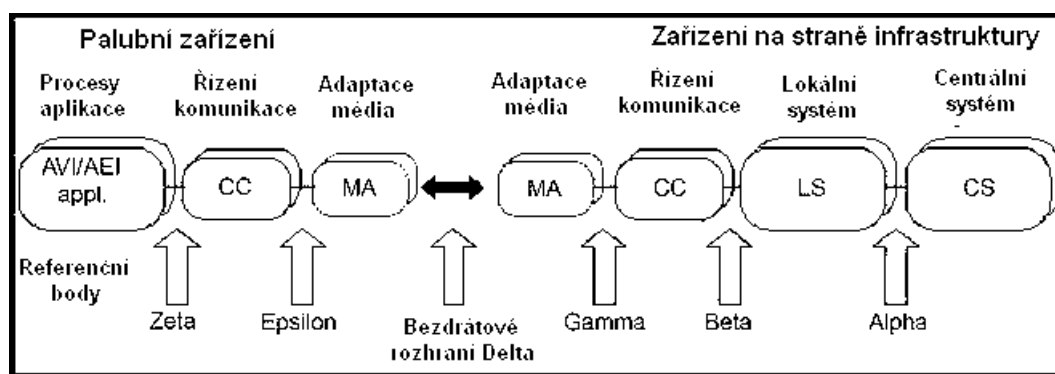 Palubní zařízení
Zařízení na straně infrastruktury
Procesy
aplikace
Řízení
komunikace
Adaptace
média
Adaptace
média
Řízení
komunikace
Lokální
systém
Centrální
systém
AVI/AEI
appl.
CC
MA
MA
CC
LS
CS
Referenční
body
Zeta
Epsilon
Bezdrátové
rozhraní Delta
Gamma
Beta
Alpha